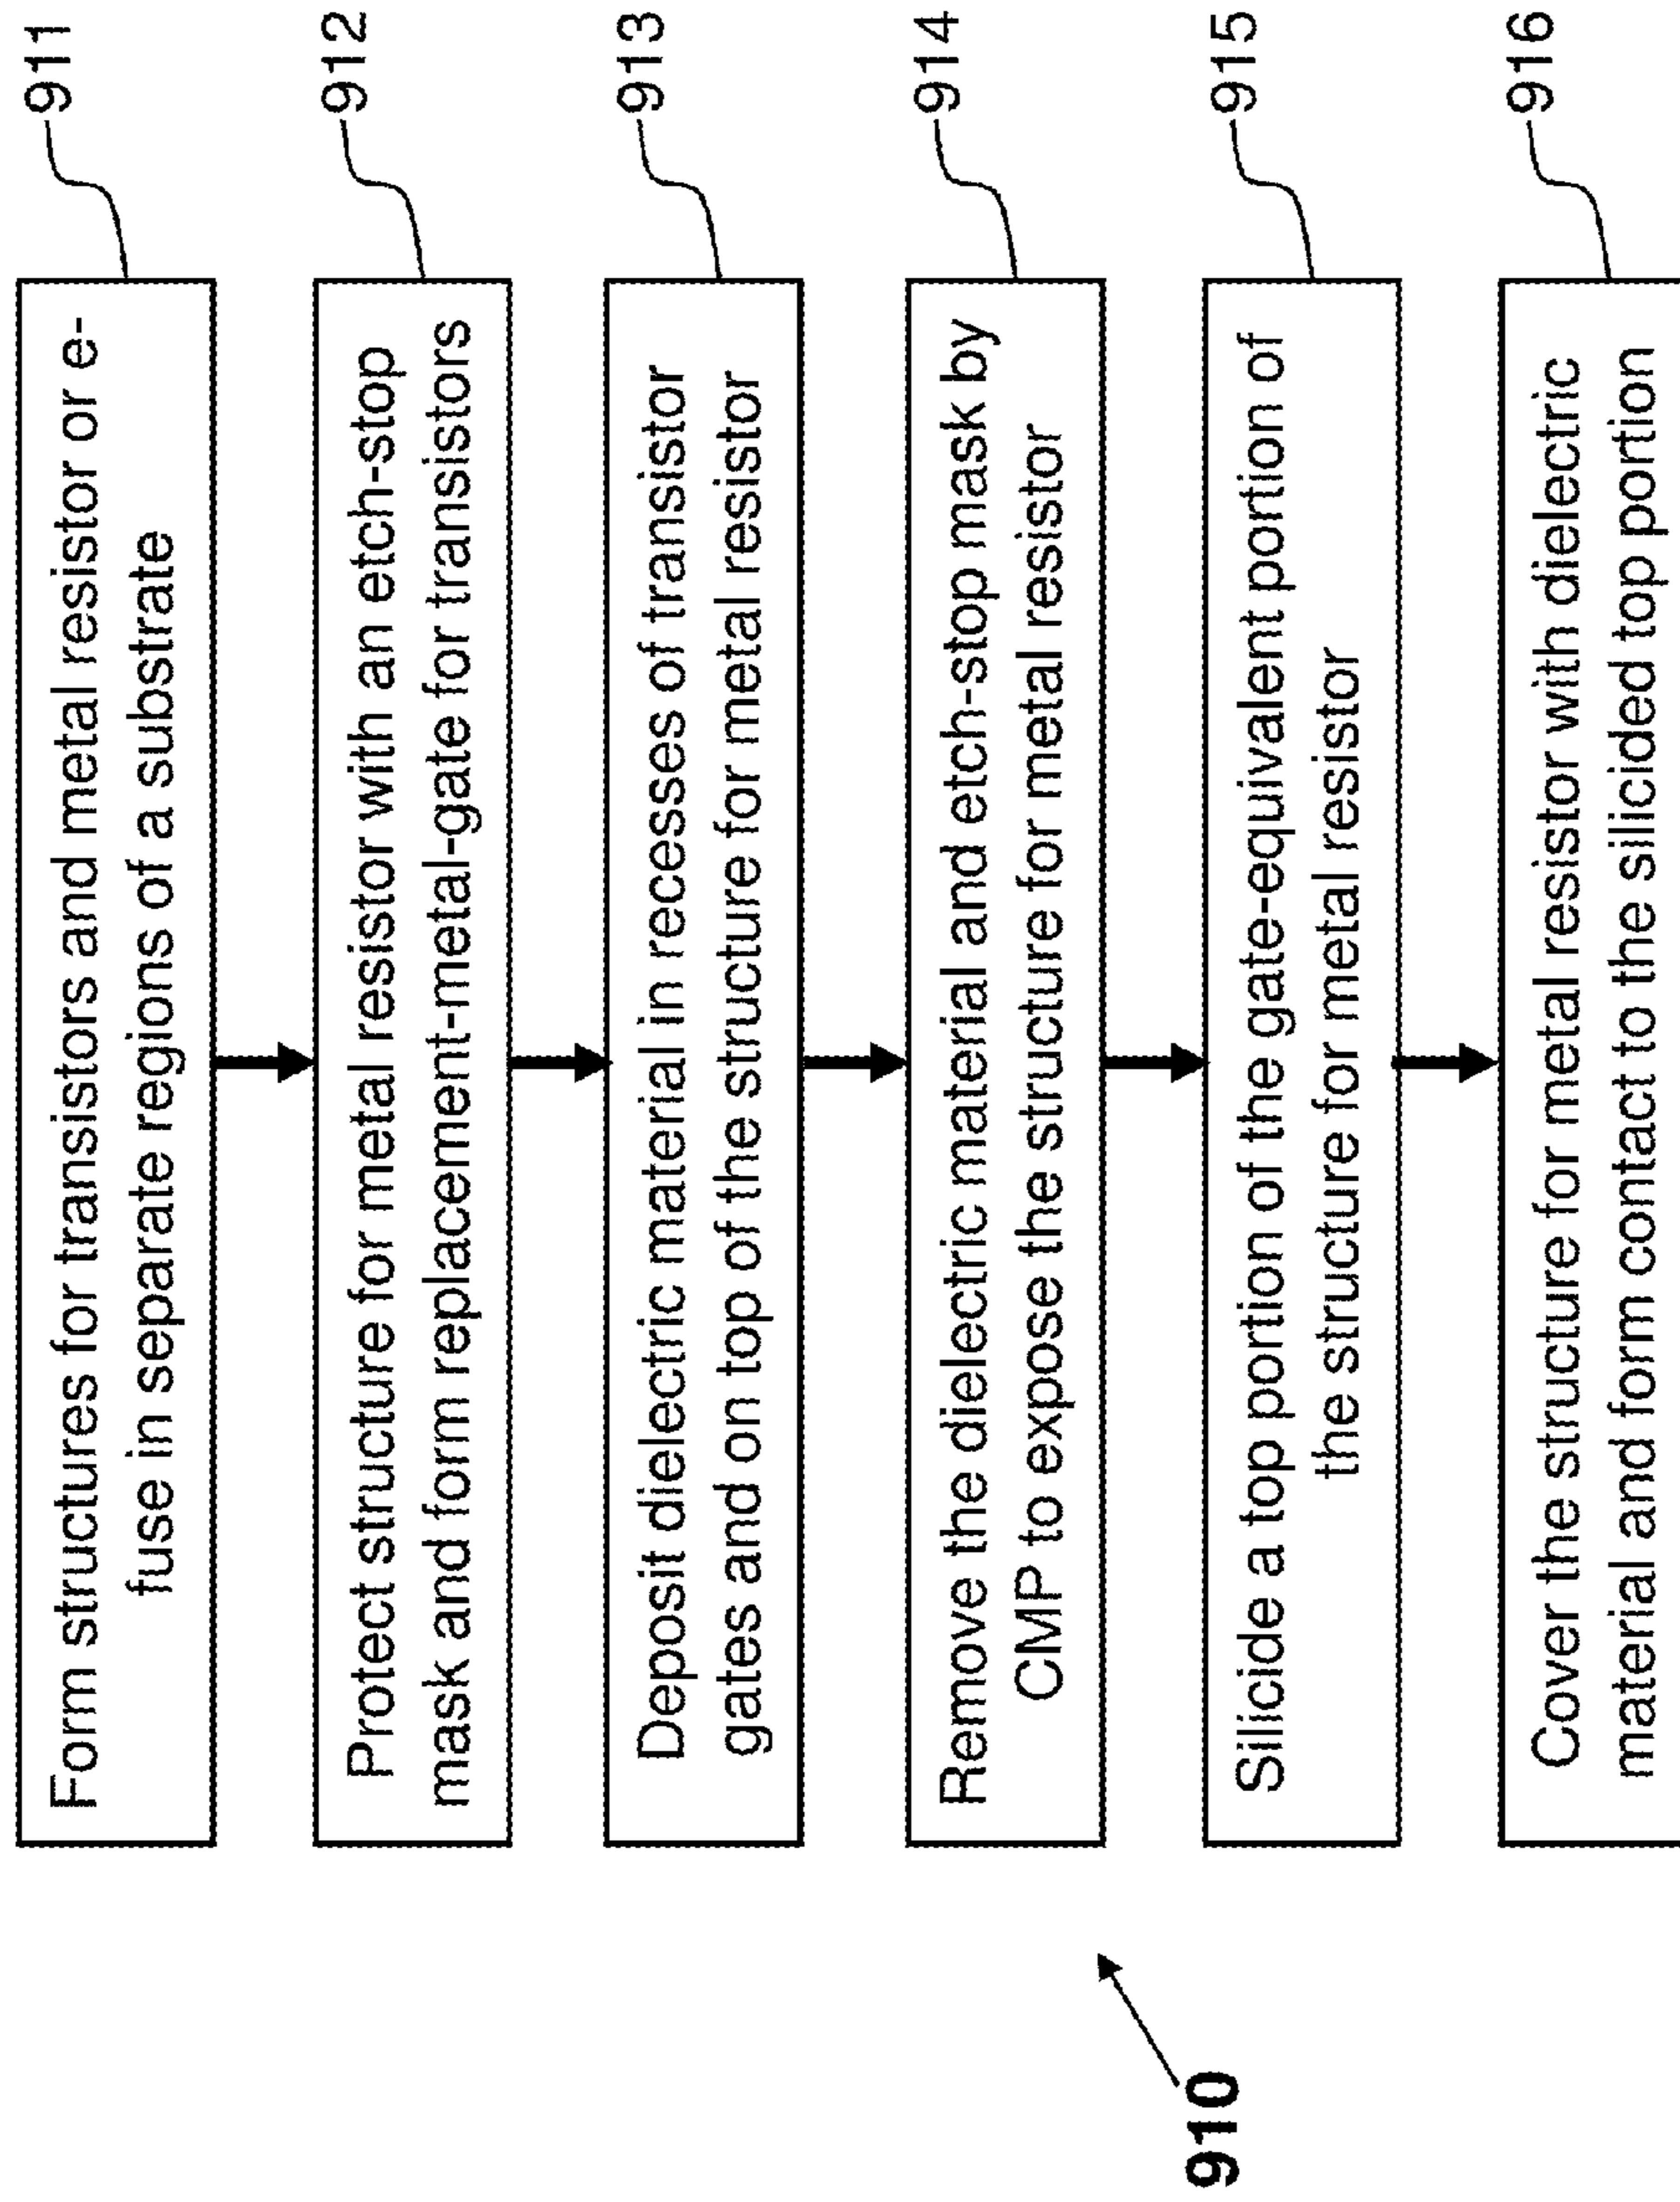 Form structures for transistors and metal resistor or e-
fuse in separate regions of a substrate
911
Protect structure for metal resistor with an etch-stop
mask and form replacement-metal-gate for transistors
912
Deposit dielectric material in recesses of transistor
gates and on top of the structure for metal resistor
913
Remove the dielectric material and etch-stop mask by
CMP to expose the structure for metal resistor
914
Silicide a top portion of the gate-equivalent portion of
the structure for metal resistor
915
Cover the structure for metal resistor with dielectric
material and form contact to the silicided top portion
916
910